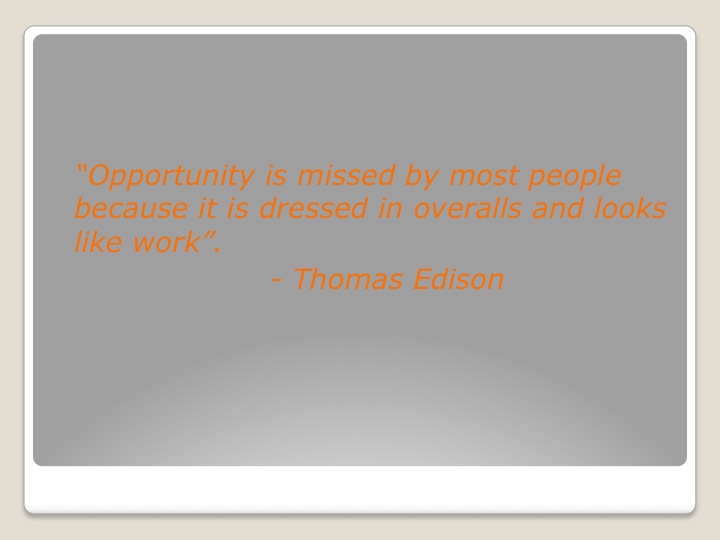 “Opportunity is missed by most people
because it is dressed in overalls and looks
like work”.
- Thomas Edison